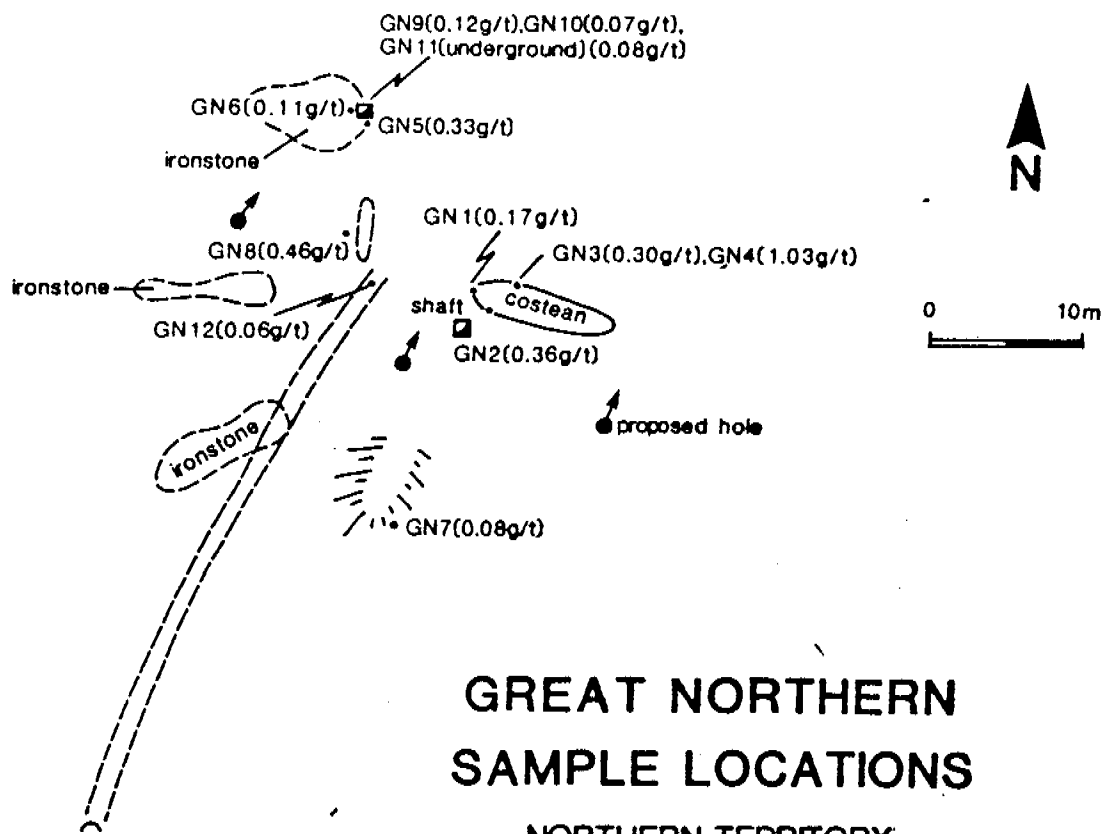 GN9(0.12g/t),GN10(0.07g/t),
GN11(underground)(0.08g/t)
GN6(0.11g/t)
GN5(0.33g/t)
ironstone
N
GN1(0.17g/t)
GN8(0.46g/t)
GN3(0.30g/t),GN4(1.03g/t)
ironstone
costean
shaft
0 10m
GN12(0.06g/t)
GN2(0.36g/t)
proposed hole
ironstone
GN7(0.08g/t)
GREAT NORTHERN
SAMPLE LOCATIONS
NORTHERN TERRITORY